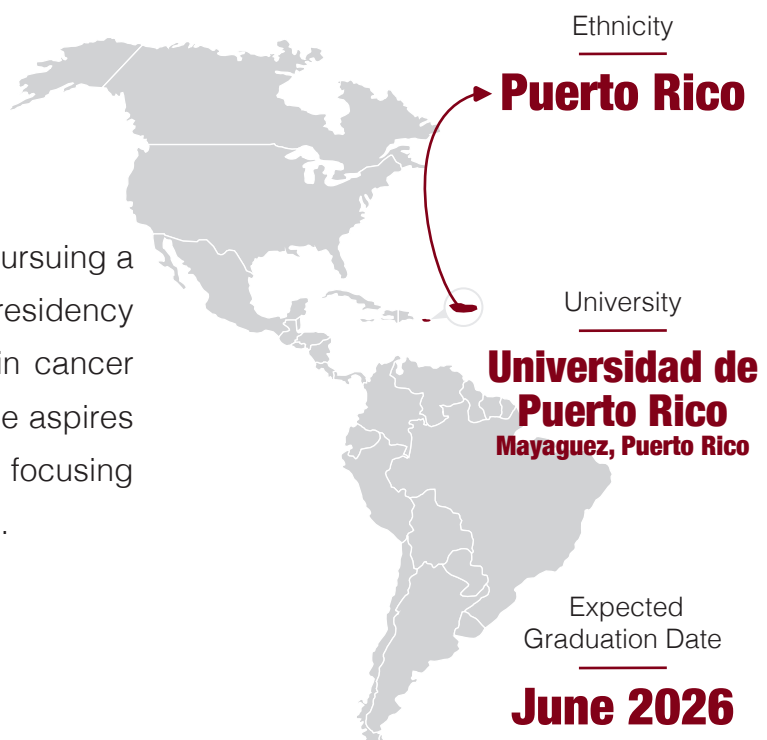 Ethnicity
Puerto Rico
ursuing a
residency
in cancer
e aspires
focusing
.
University
Universidad de
Puerto Rico
Mayaguez, Puerto Rico
Expected
Graduation Date
June 2026